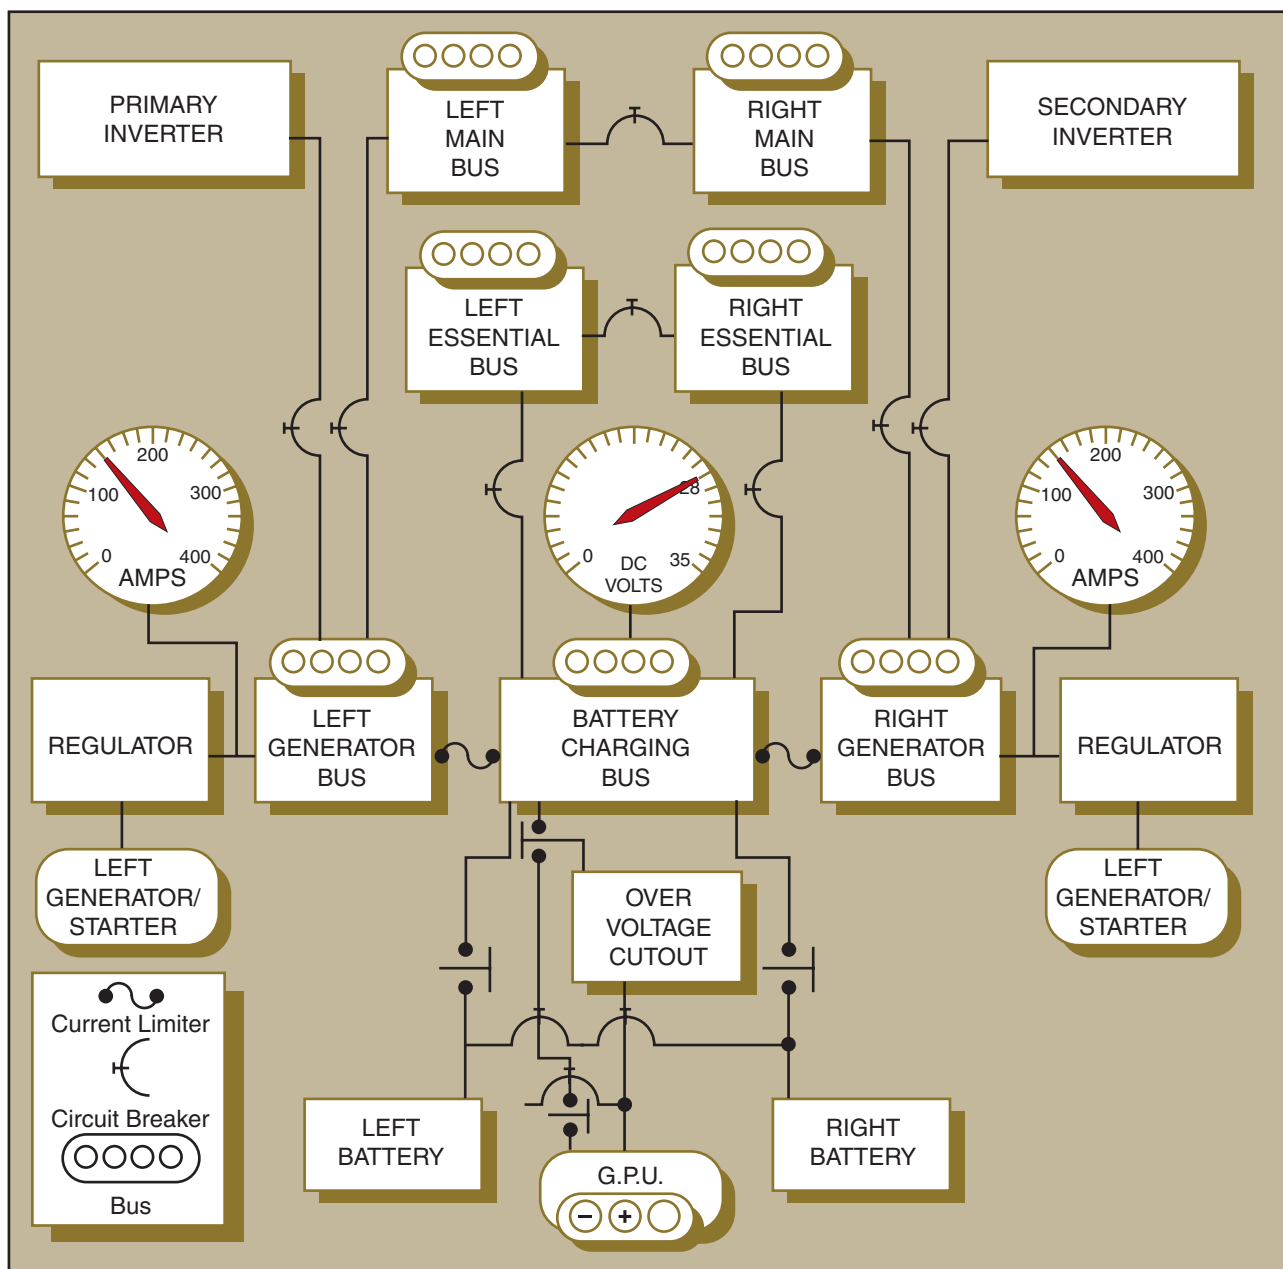 PRIMARY
INVERTER
LEFT
MAIN
BUS
RIGHT
MAIN
BUS
SECONDARY
INVERTER
LEFT
ESSENTIAL
BUS
RIGHT
ESSENTIAL
BUS
0
100
200
300
400
AMPS
0
28
35
DC
VOLTS
0
100
200
300
400
AMPS
REGULATOR
LEFT
GENERATOR
BUS
BATTERY
CHARGING
BUS
RIGHT
GENERATOR
BUS
REGULATOR
LEFT
GENERATOR/
STARTER
OVER
VOLTAGE
CUTOUT
LEFT
GENERATOR/
STARTER
Current Limiter
Circuit Breaker
Bus
LEFT
BATTERY
G.P.U.
− +
RIGHT
BATTERY